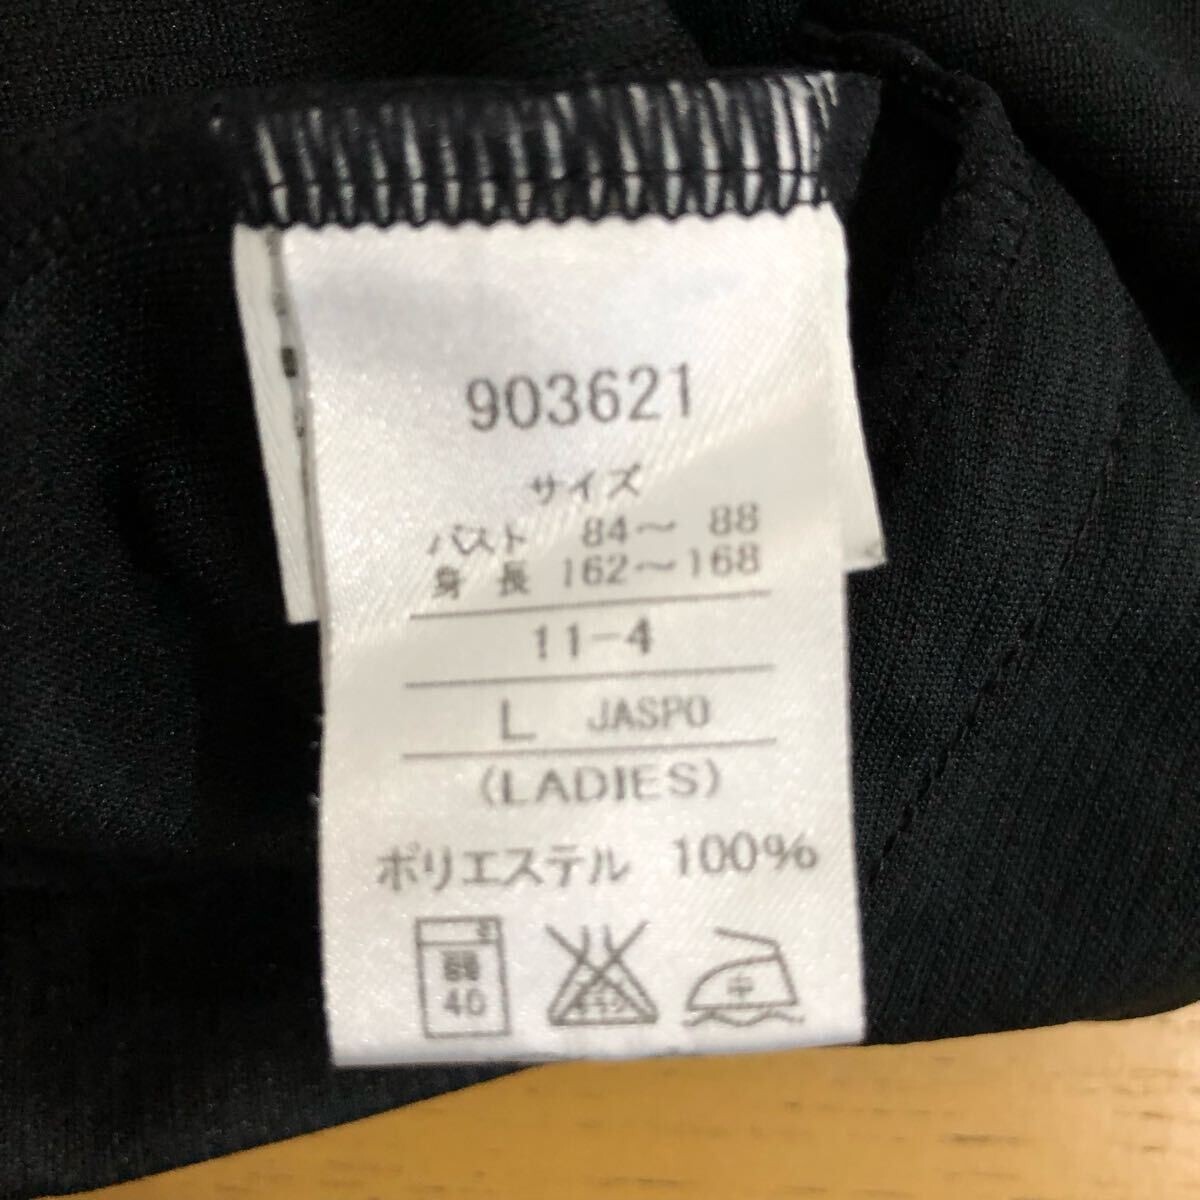 903621
サイズ
バスト 84〜 88
身 長 162〜168
11-4
L JASPO
(LADIES)
ポリエステル 100%
40
中